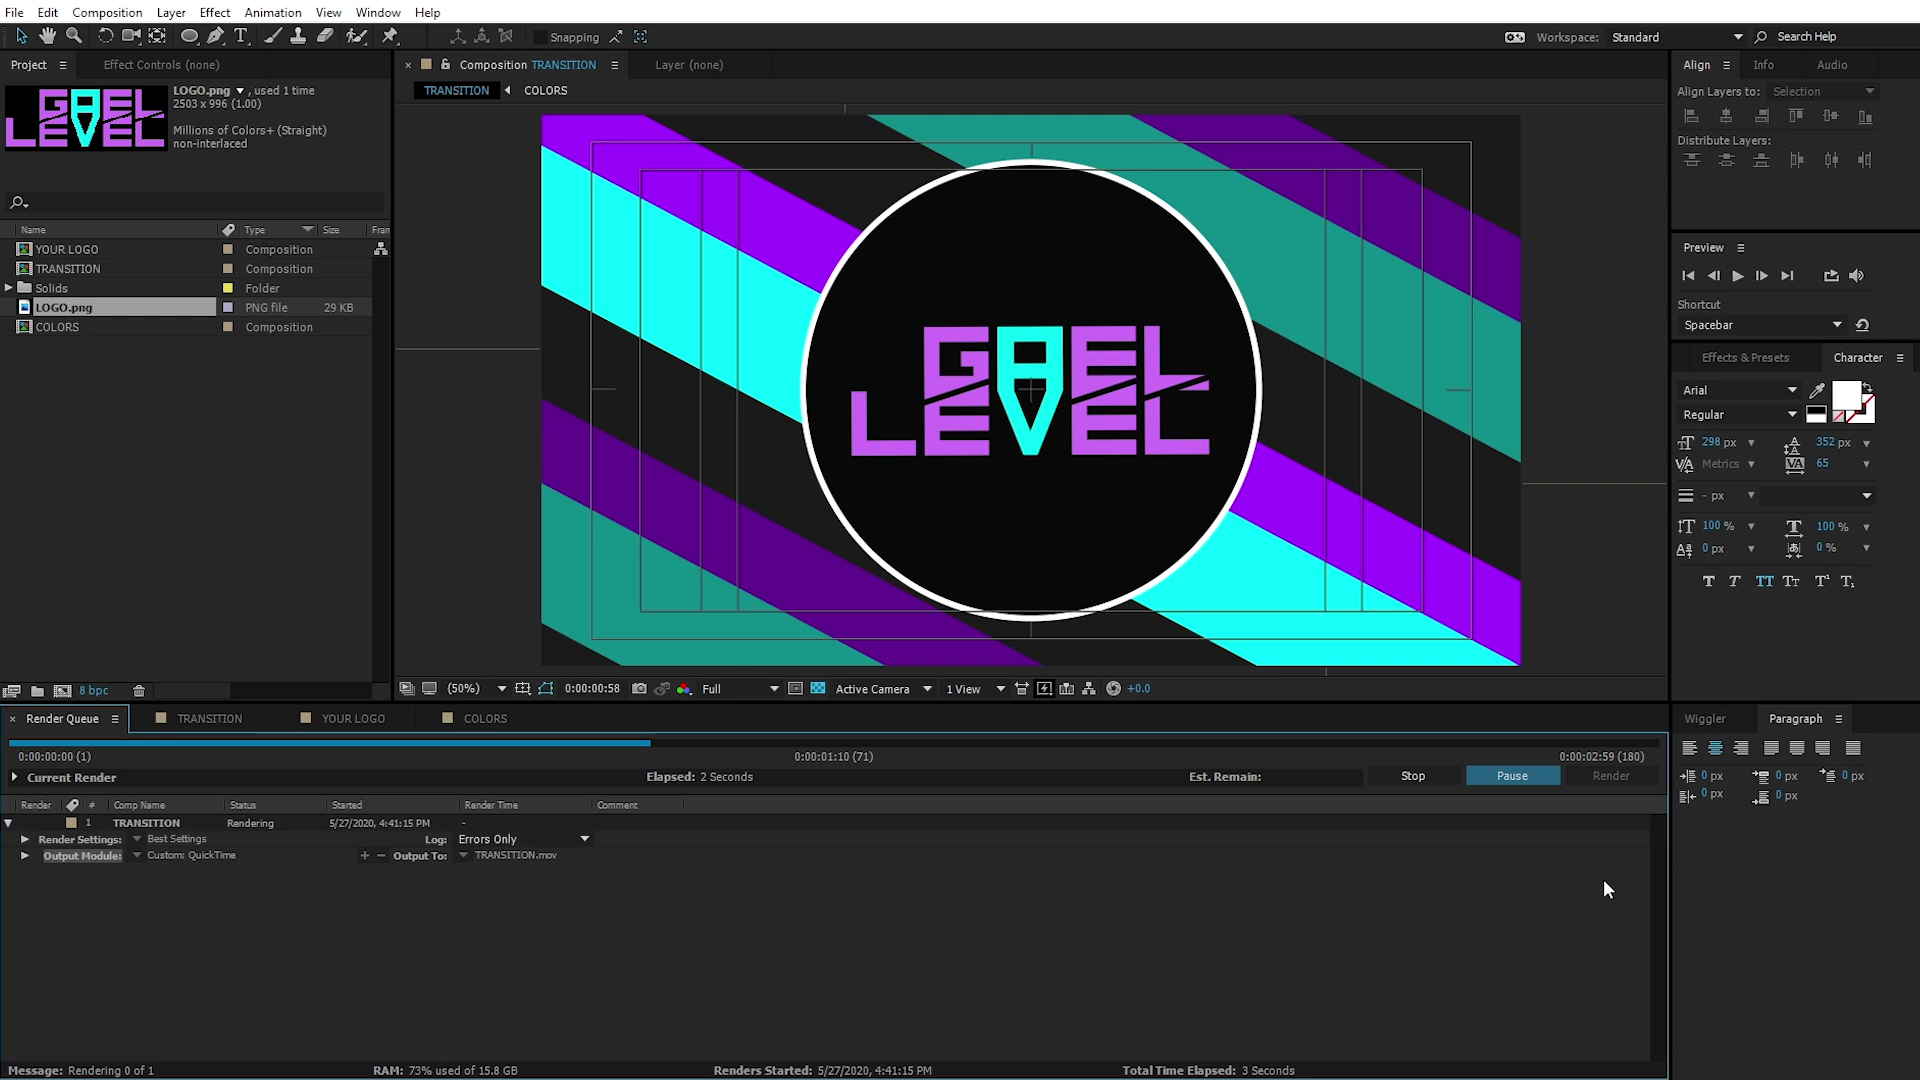 File Edit Composition Layer Effect Animation View Window Help
Snapping
Workspace: Standard Search Help
Project Effect Controls (none)
Composition TRANSITION Layer (none)
Align Info Audio
LOGO.png , used 1 time
2503 x 996 (1.00)
Millions of Colors+ (Straight)
non-interlaced
GAEL
LEVEL
TRANSITION COLORS
Align Layers to: Selection
Distribute Layers:
Name Type Size Fran
YOUR LOGO Composition
TRANSITION Composition
Solids Folder
LOGO.png PNG file 29 KB
COLORS Composition
GAEL
LEVEL
Preview
Shortcut
Spacebar
Effects & Presets Character
Arial
Regular
298 px 352 px
Metrics 65
- px
100 % 100 %
0 px 0 %
8 bpc
(50%) 0:00:00:58 Full Active Camera 1 View +0.0
Render Queue TRANSITION YOUR LOGO COLORS
0:00:00:00 (1) 0:00:01:10 (71) 0:00:02:59 (180)
Current Render Elapsed: 2 Seconds Est. Remain: Stop Pause Render
Render # Comp Name Status Started Render Time Comment
1 TRANSITION Rendering 5/27/2020, 4:41:15 PM -
Render Settings: Best Settings Log: Errors Only
Output Module: Custom: QuickTime + − Output To: TRANSITION.mov
Wiggler Paragraph
0 px 0 px 0 px
0 px 0 px
Message: Rendering 0 of 1 RAM: 73% used of 15.8 GB Renders Started: 5/27/2020, 4:41:15 PM Total Time Elapsed: 3 Seconds